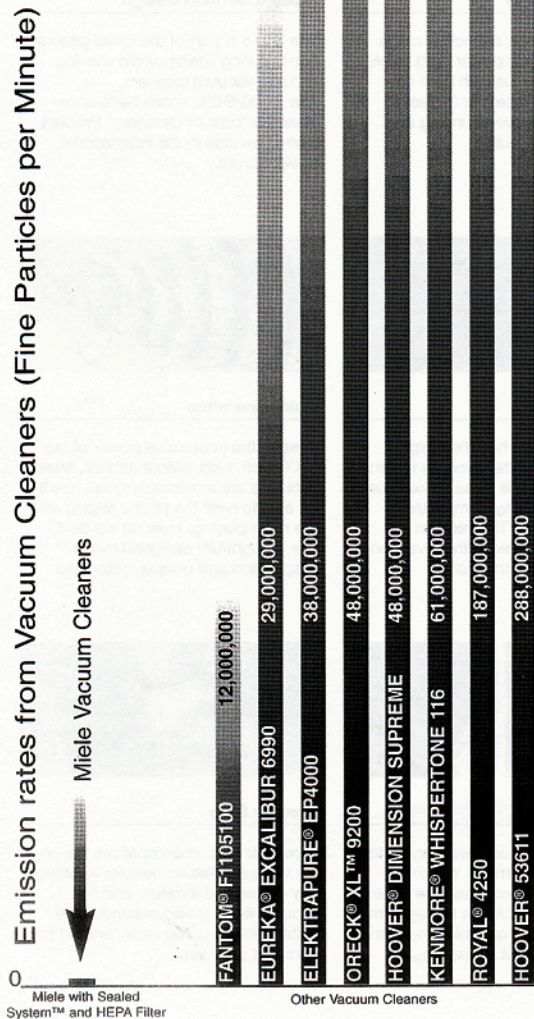 Emission rates from Vacuum Cleaners (Fine Particles per Minute)
Miele Vacuum Cleaners
0
Miele with Sealed
System™ and HEPA Filter
FANTOM® F1105100 12,000,000
EUREKA® EXCALIBUR 6990 29,000,000
ELEKTRAPURE® EP4000 38,000,000
ORECK® XL™ 9200 48,000,000
HOOVER® DIMENSION SUPREME 48,000,000
KENMORE® WHISPERTONE 116 61,000,000
ROYAL® 4250 187,000,000
HOOVER® S3611 288,000,000
Other Vacuum Cleaners